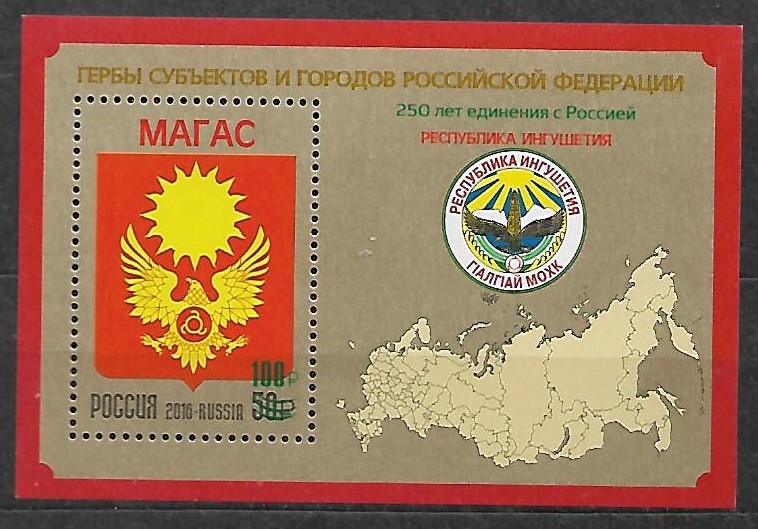 ГЕРБЫ СУБЪЕКТОВ И ГОРОДОВ РОССИЙСКОЙ ФЕДЕРАЦИИ
250 лет единения с Россией
РЕСПУБЛИКА ИНГУШЕТИЯ
МАГАС
РЕСПУБЛИКА ИНГУШЕТИЯ
ГІАЛГІАЙ МОХК
100 Р
РОССИЯ 2016·RUSSIA 50 Р